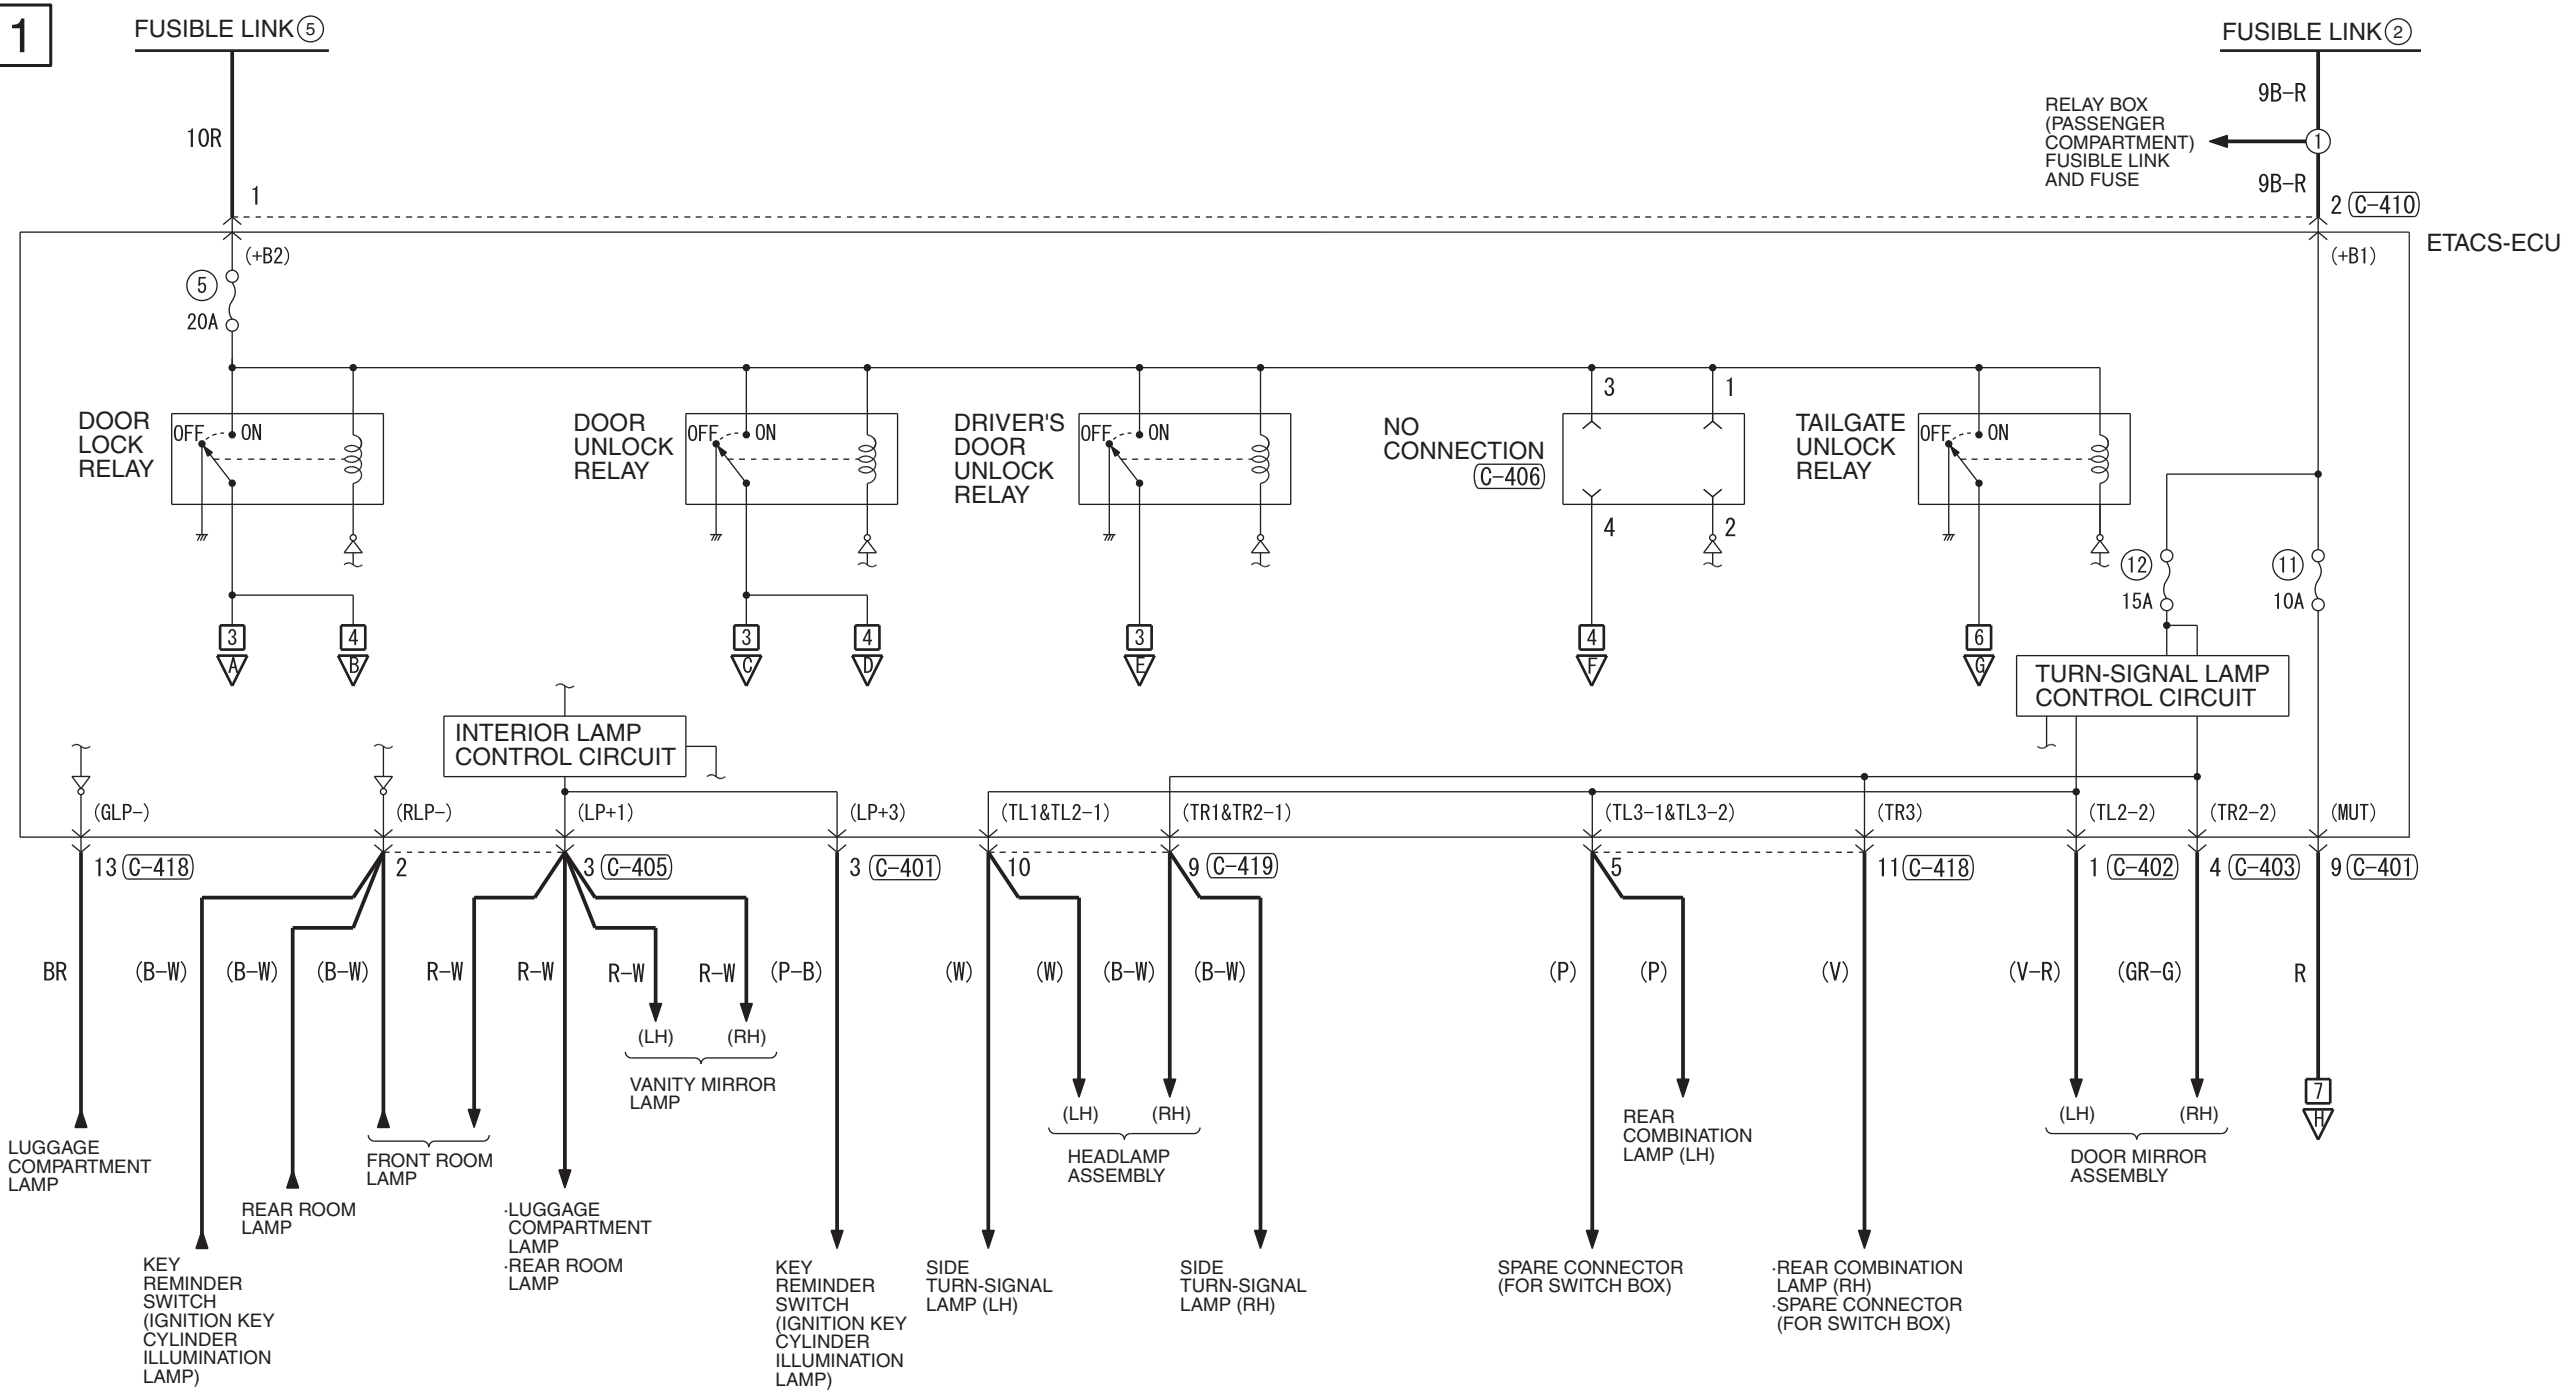 1
FUSIBLE LINK ⑤
FUSIBLE LINK ②
9B-R
RELAY BOX
(PASSENGER
COMPARTMENT)
FUSIBLE LINK
AND FUSE
①
10R
9B-R
1
2 (C-410)
ETACS-ECU
(+B2)
(+B1)
⑤
20A
3
1
DOOR
LOCK
RELAY
OFF
ON
DOOR
UNLOCK
RELAY
OFF
ON
DRIVER'S
DOOR
UNLOCK
RELAY
OFF
ON
NO
CONNECTION
C-406
TAILGATE
UNLOCK
RELAY
OFF
ON
4
2
⑫
15A
⑪
10A
3
A
4
B
3
C
4
D
3
E
4
F
6
G
TURN-SIGNAL LAMP
CONTROL CIRCUIT
INTERIOR LAMP
CONTROL CIRCUIT
(GLP-)
(RLP-)
(LP+1)
(LP+3)
(TL1&TL2-1)
(TR1&TR2-1)
(TL3-1&TL3-2)
(TR3)
(TL2-2)
(TR2-2)
(MUT)
13 (C-418)
2
3 (C-405)
3 (C-401)
10
9 (C-419)
5
11 (C-418)
1 (C-402)
4 (C-403)
9 (C-401)
BR
(B-W)
(B-W)
(B-W)
R-W
R-W
R-W
R-W
(P-B)
(W)
(W)
(B-W)
(B-W)
(P)
(P)
(V)
(V-R)
(GR-G)
R
(LH)
(RH)
VANITY MIRROR
LAMP
(LH)
(RH)
HEADLAMP
ASSEMBLY
REAR
COMBINATION
LAMP (LH)
(LH)
(RH)
DOOR MIRROR
ASSEMBLY
7
H
LUGGAGE
COMPARTMENT
LAMP
FRONT ROOM
LAMP
REAR ROOM
LAMP
·LUGGAGE
COMPARTMENT
LAMP
·REAR ROOM
LAMP
KEY
REMINDER
SWITCH
(IGNITION KEY
CYLINDER
ILLUMINATION
LAMP)
KEY
REMINDER
SWITCH
(IGNITION KEY
CYLINDER
ILLUMINATION
LAMP)
SIDE
TURN-SIGNAL
LAMP (LH)
SIDE
TURN-SIGNAL
LAMP (RH)
SPARE CONNECTOR
(FOR SWITCH BOX)
·REAR COMBINATION
LAMP (RH)
·SPARE CONNECTOR
(FOR SWITCH BOX)